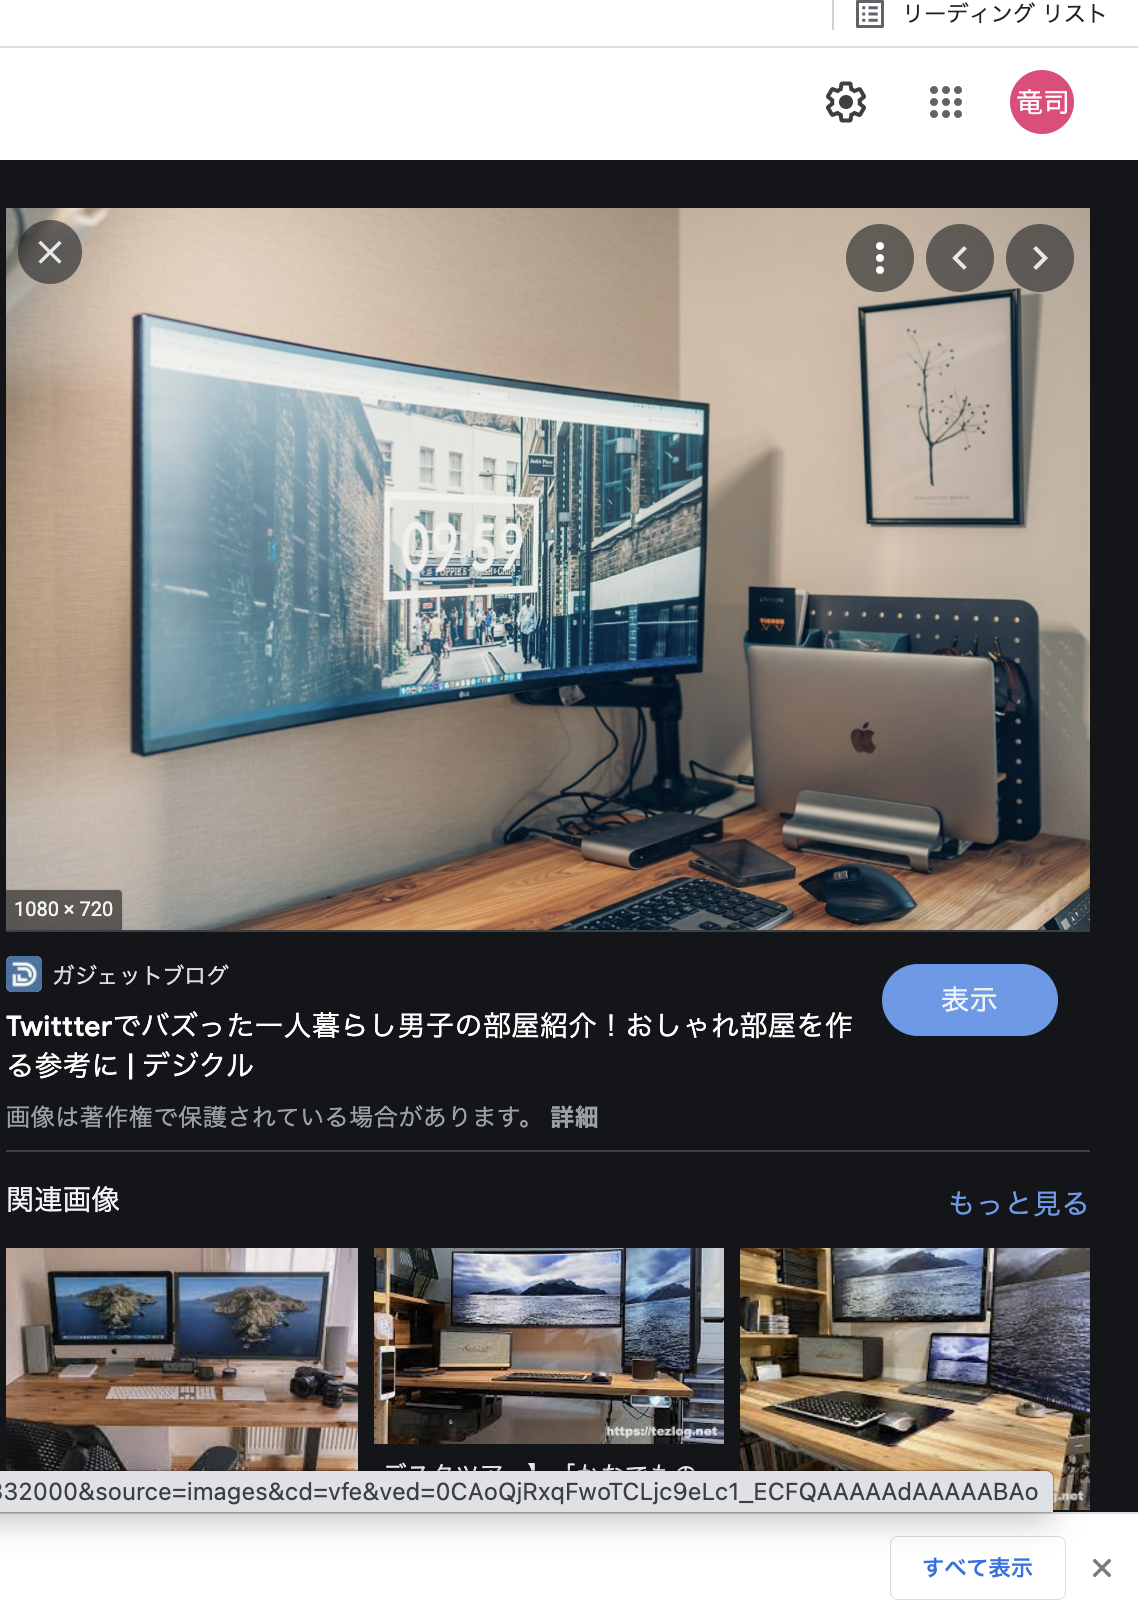 リーディング リスト
竜司
09:59
1080 × 720
ガジェットブログ
Twittterでバズった一人暮らし男子の部屋紹介！おしゃれ部屋を作
る参考に | デジクル
表示
画像は著作権で保護されている場合があります。 詳細
関連画像
もっと見る
https://tezlog.net
332000&source=images&cd=vfe&ved=0CAoQjRxqFwoTCLjc9eLc1_ECFQAAAAAdAAAAABAo
すべて表示